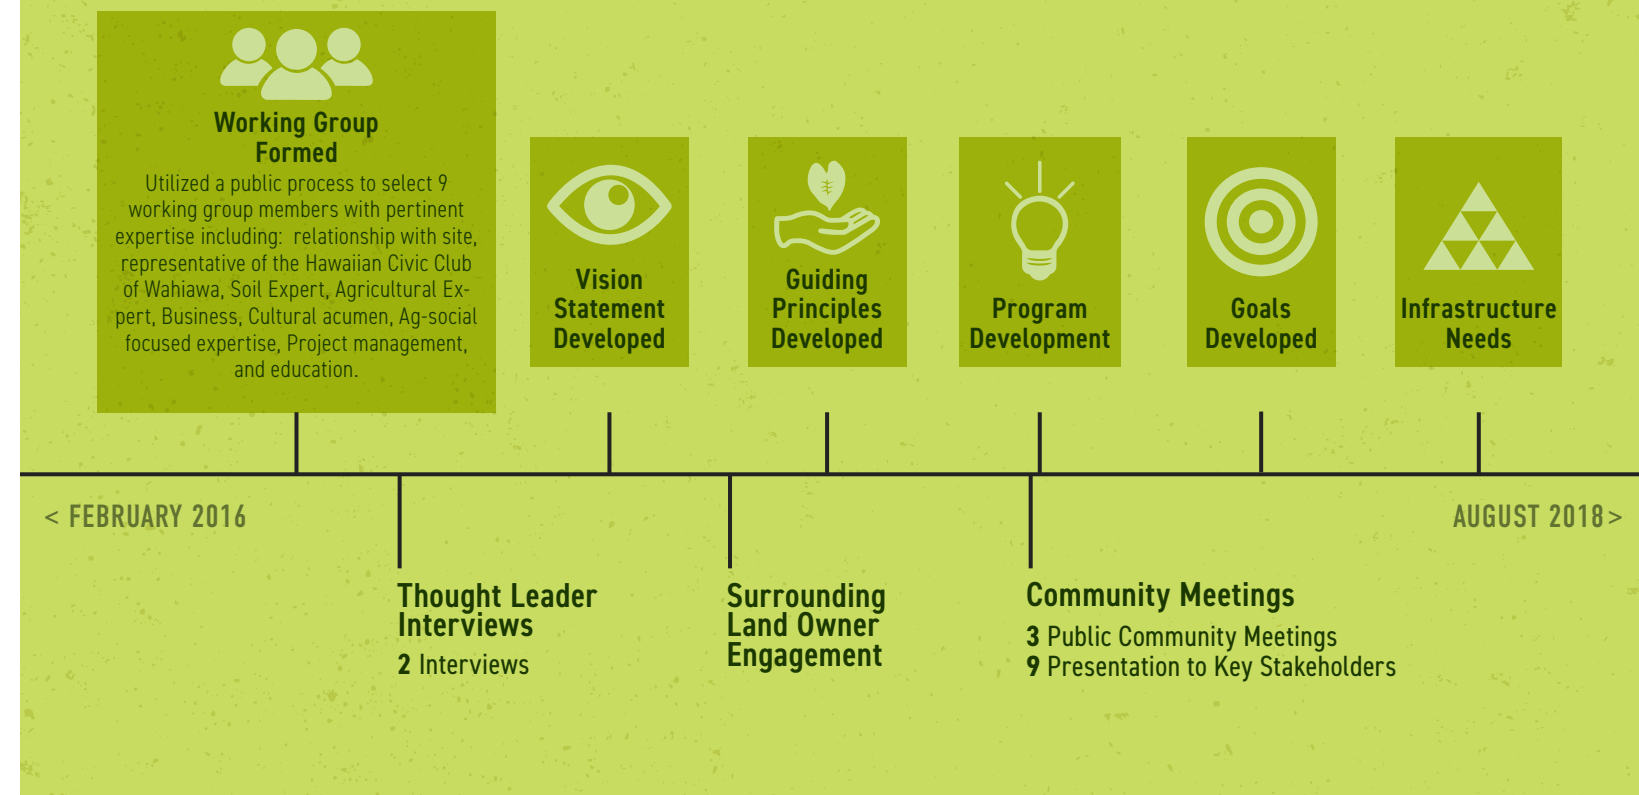 Working Group
Formed
Utilized a public process to select 9
working group members with pertinent
expertise including:  relationship with site,
representative of the Hawaiian Civic Club
of Wahiawa, Soil Expert, Agricultural Ex-
pert, Business, Cultural acumen, Ag-social
focused expertise, Project management,
and education.
Vision
Statement
Developed
Guiding
Principles
Developed
Program
Development
Goals
Developed
Infrastructure
Needs
< FEBRUARY 2016
AUGUST 2018 >
Thought Leader
Interviews
2 Interviews
Surrounding
Land Owner
Engagement
Community Meetings
3 Public Community Meetings
9 Presentation to Key Stakeholders